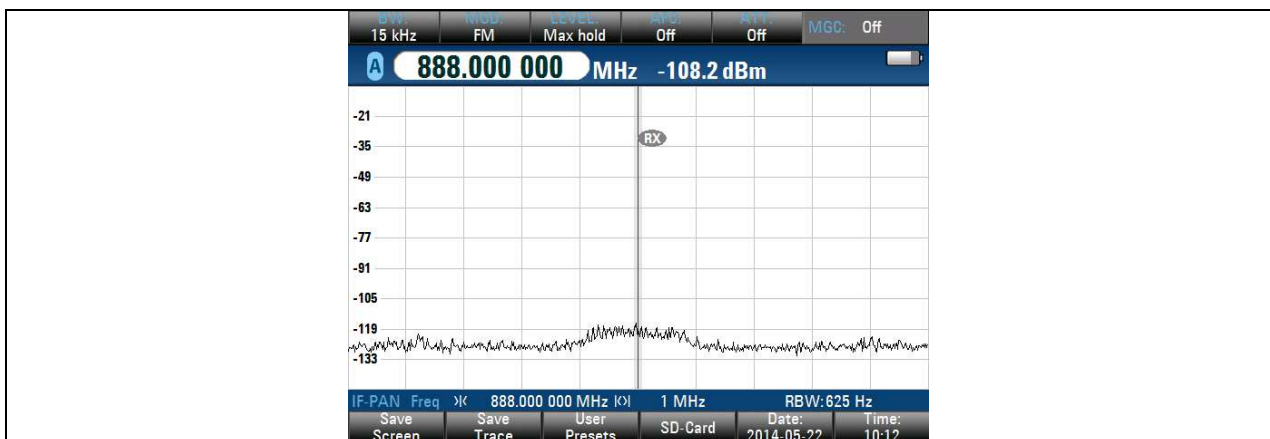 BW: MOD: LEVEL: AFC: ATT: MGC: Off
15 kHz FM Max hold Off Off
A 888.000 000 MHz -108.2 dBm
-21
RX
-35
-49
-63
-77
-91
-105
-119
-133
IF-PAN Freq 888.000 000 MHz 1 MHz RBW:625 Hz
Save Save User SD-Card Date: Time:
Screen Trace Presets 2014-05-22 10:12